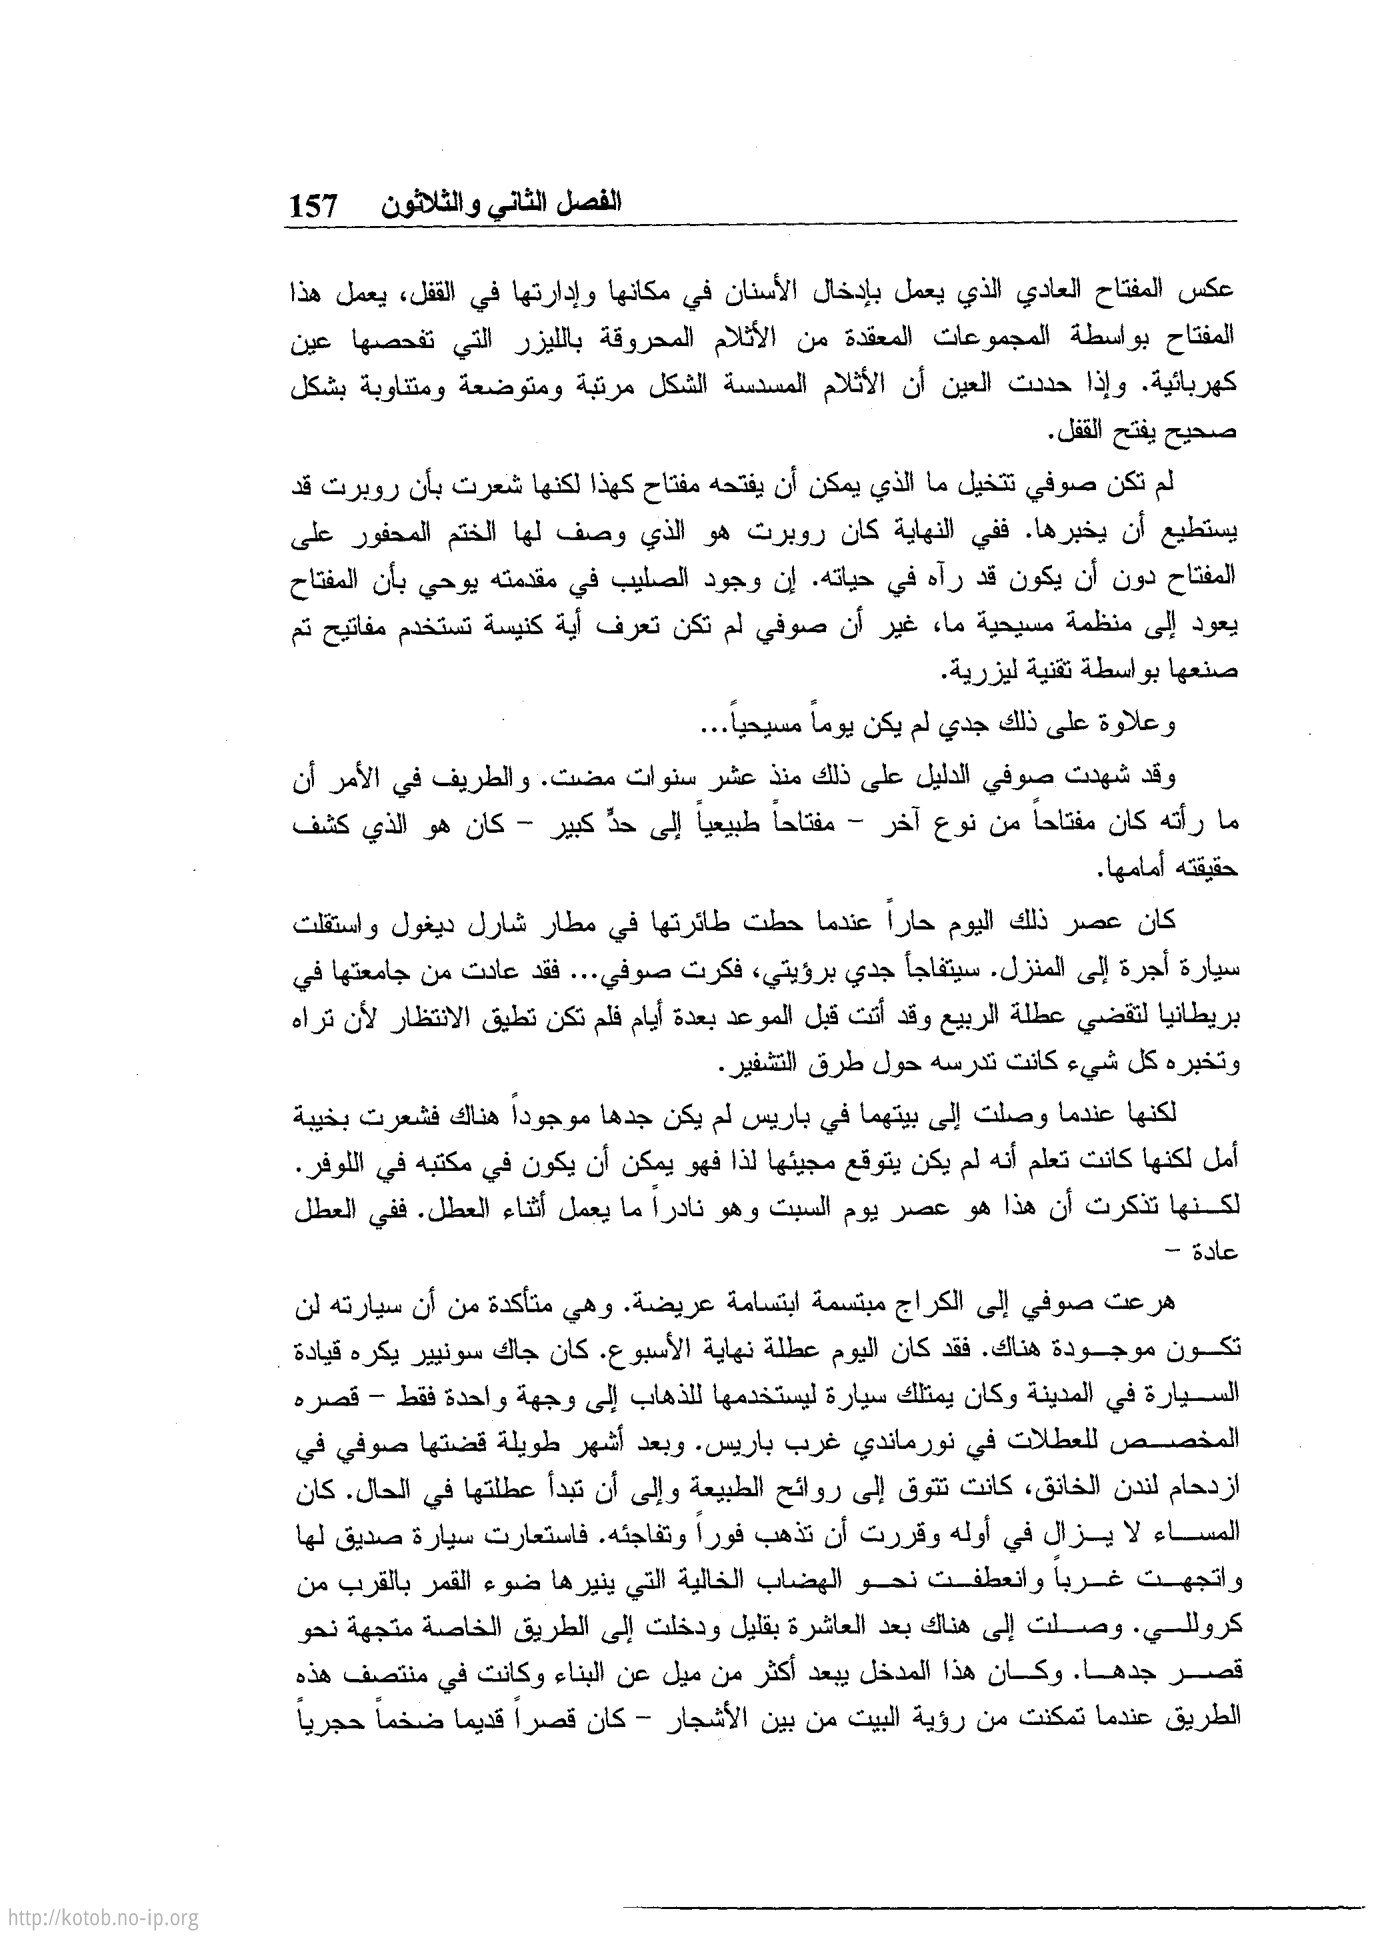 الفصل الثاني والثلاثون 157
عكس المفتاح العادي الذي يعمل بإدخال الأسنان في مكانها وإدارتها في القفل، يعمل هذا
المفتاح بواسطة المجموعات المعقدة من الأثلام المحروقة بالليزر التي تفحصها عين
كهربائية. وإذا حددت العين أن الأثلام المسدسة الشكل مرتبة ومتوضعة ومتناوبة بشكل
صحيح يفتح القفل.
لم تكن صوفي تتخيل ما الذي يمكن أن يفتحه مفتاح كهذا لكنها شعرت بأن روبرت قد
يستطيع أن يخبرها. ففي النهاية كان روبرت هو الذي وصف لها الختم المحفور على
المفتاح دون أن يكون قد رآه في حياته. إن وجود الصليب في مقدمته يوحي بأن المفتاح
يعود إلى منظمة مسيحية ما، غير أن صوفي لم تكن تعرف أية كنيسة تستخدم مفاتيح تم
صنعها بواسطة تقنية ليزرية.
وعلاوة على ذلك جدي لم يكن يوماً مسيحياً...
وقد شهدت صوفي الدليل على ذلك منذ عشر سنوات مضت. والطريف في الأمر أن
ما رأته كان مفتاحاً من نوع آخر – مفتاحاً طبيعياً إلى حدٍّ كبير – كان هو الذي كشف
حقيقته أمامها.
كان عصر ذلك اليوم حاراً عندما حطت طائرتها في مطار شارل ديغول واستقلت
سيارة أجرة إلى المنزل. سيتفاجأ جدي برؤيتي، فكرت صوفي... فقد عادت من جامعتها في
بريطانيا لتقضي عطلة الربيع وقد أتت قبل الموعد بعدة أيام فلم تكن تطيق الانتظار لأن تراه
وتخبره كل شيء كانت تدرسه حول طرق التشفير.
لكنها عندما وصلت إلى بيتهما في باريس لم يكن جدها موجوداً هناك فشعرت بخيبة
أمل لكنها كانت تعلم أنه لم يكن يتوقع مجيئها لذا فهو يمكن أن يكون في مكتبه في اللوفر.
لكنها تذكرت أن هذا هو عصر يوم السبت وهو نادراً ما يعمل أثناء العطل. ففي العطل
عادة –
هرعت صوفي إلى الكراج مبتسمة ابتسامة عريضة. وهي متأكدة من أن سيارته لن
تكون موجودة هناك. فقد كان اليوم عطلة نهاية الأسبوع. كان جاك سونيير يكره قيادة
السيارة في المدينة وكان يمتلك سيارة ليستخدمها للذهاب إلى وجهة واحدة فقط – قصره
المخصص للعطلات في نورماندي غرب باريس. وبعد أشهر طويلة قضتها صوفي في
ازدحام لندن الخانق، كانت تتوق إلى روائح الطبيعة وإلى أن تبدأ عطلتها في الحال. كان
المساء لا يزال في أوله وقررت أن تذهب فوراً وتفاجئه. فاستعارت سيارة صديق لها
واتجهت غرباً وانعطفت نحو الهضاب الخالية التي ينيرها ضوء القمر بالقرب من
كروللي. وصلت إلى هناك بعد العاشرة بقليل ودخلت إلى الطريق الخاصة متجهة نحو
قصر جدها. وكان هذا المدخل يبعد أكثر من ميل عن البناء وكانت في منتصف هذه
الطريق عندما تمكنت من رؤية البيت من بين الأشجار – كان قصراً قديما ضخماً حجرياً
http://kotob.no-ip.org